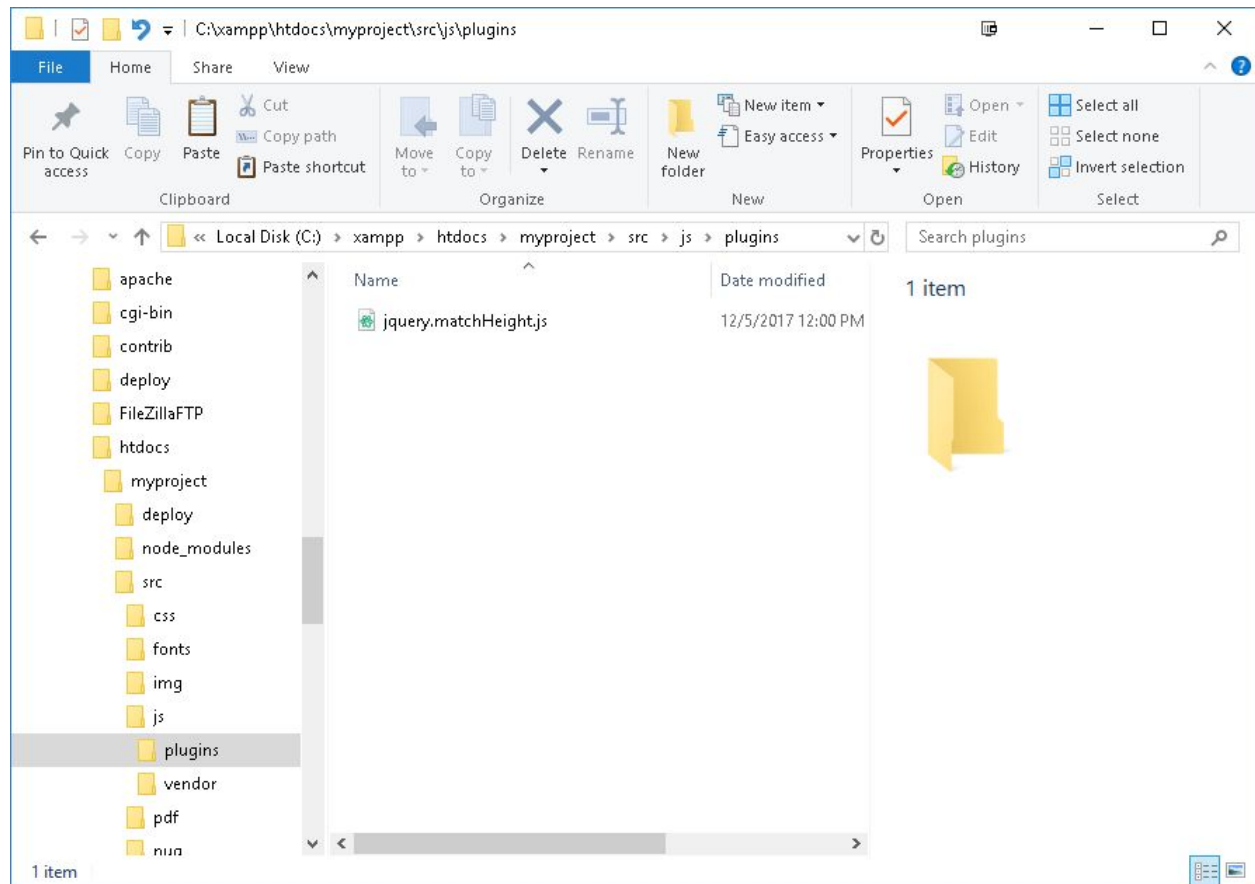 C:\xampp\htdocs\myproject\src\js\plugins
File Home Share View
Pin to Quick access
Copy
Paste
Cut
Copy path
Paste shortcut
Clipboard
Move to
Copy to
Delete
Rename
Organize
New folder
New item
Easy access
New
Properties
Open
Edit
History
Open
Select all
Select none
Invert selection
Select
« Local Disk (C:) > xampp > htdocs > myproject > src > js > plugins
Search plugins
apache
cgi-bin
contrib
deploy
FileZillaFTP
htdocs
myproject
deploy
node_modules
src
css
fonts
img
js
plugins
vendor
pdf
Name Date modified
jquery.matchHeight.js 12/5/2017 12:00 PM
1 item
1 item